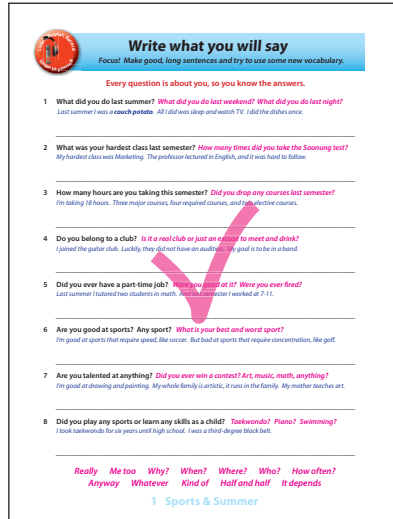 Write what you will say
Focus! Make good, long sentences and try to use some new vocabulary.
Every question is about you, so you know the answers.
1 What did you do last summer? What did you do last weekend? What did you do last night?
Last summer I was a couch potato. All I did was sleep and watch TV. I did the dishes once.
2 What was your hardest class last semester? How many times did you take the Soonung test?
My hardest class was Marketing. The professor lectured in English, and it was hard to follow.
3 How many hours are you taking this semester? Did you drop any courses last semester?
I'm taking 18 hours. Three major courses, four required courses, and two elective courses.
4 Do you belong to a club? Is it a real club or just an excuse to meet and drink?
I joined the guitar club. Luckily, they did not have an audition. My goal is to be in a band.
5 Did you ever have a part-time job? Were you good at it? Were you ever fired?
Last summer I tutored two students in math. And last semester I worked at 7-11.
6 Are you good at sports? Any sport? What is your best and worst sport?
I'm good at sports that require speed, like soccer. But bad at sports that require concentration, like golf.
7 Are you talented at anything? Did you ever win a contest? Art, music, math, anything?
I'm good at drawing and painting. My whole family is artistic, it runs in the family. My mother teaches art.
8 Did you play any sports or learn any skills as a child? Taekwondo? Piano? Swimming?
I took taekwondo for six years until high school. I was a third-degree black belt.
Really Me too Why? When? Where? Who? How often?
Anyway Whatever Kind of Half and half It depends
1 Sports & Summer